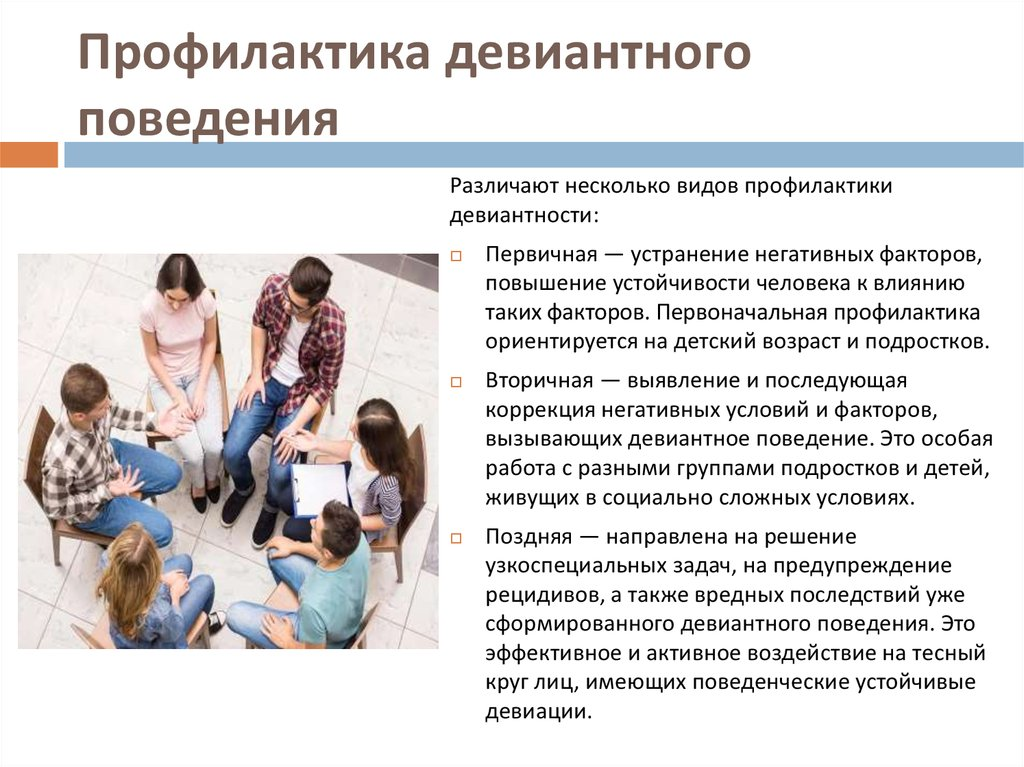 Профилактика девиантного
поведения
Различают несколько видов профилактики
девиантности:
Первичная — устранение негативных факторов,
повышение устойчивости человека к влиянию
таких факторов. Первоначальная профилактика
ориентируется на детский возраст и подростков.
Вторичная — выявление и последующая
коррекция негативных условий и факторов,
вызывающих девиантное поведение. Это особая
работа с разными группами подростков и детей,
живущих в социально сложных условиях.
Поздняя — направлена на решение
узкоспециальных задач, на предупреждение
рецидивов, а также вредных последствий уже
сформированного девиантного поведения. Это
эффективное и активное воздействие на тесный
круг лиц, имеющих поведенческие устойчивые
девиации.